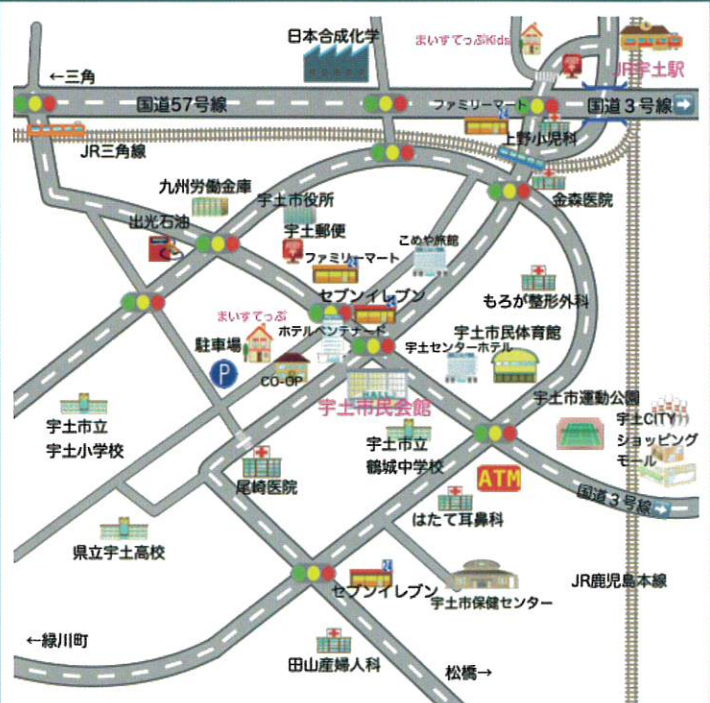 日本合成化学
まいすてっぷKids
JR宇土駅
←三角
国道57号線
ファミリーマート
24
国道3号線
上野小児科
JR三角線
金森医院
九州労働金庫
宇土市役所
出光石油
宇土郵便
こめや旅館
ファミリーマート
24
もろが整形外科
セブンイレブン
24
まいすてっぷ
ホテルベンテナード
駐車場
P
CO-OP
宇土センターホテル
宇土市民体育館
HALL
宇土市民会館
宇土市運動公園
宇土CITY
ショッピング
モール
宇土市立
宇土小学校
宇土市立
鶴城中学校
ATM
尾崎医院
国道3号線
はたて耳鼻科
県立宇土高校
セブンイレブン
24
宇土市保健センター
JR鹿児島本線
←緑川町
田山産婦人科
松橋→